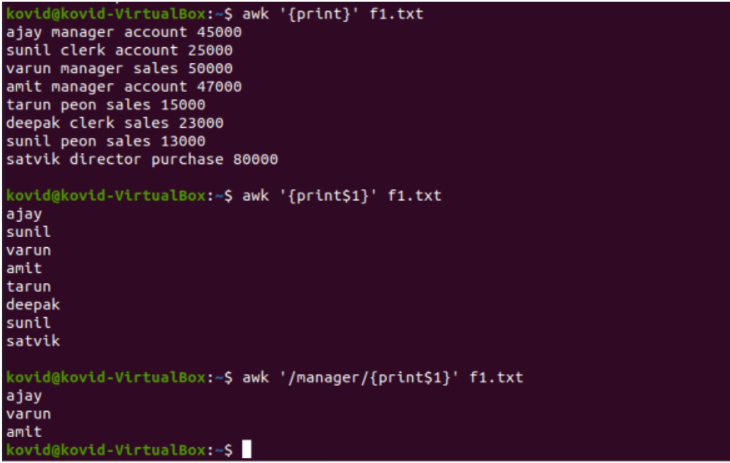 kovid@kovid-VirtualBox:~$ awk '{print}' f1.txt
ajay manager account 45000
sunil clerk account 25000
varun manager sales 50000
amit manager account 47000
tarun peon sales 15000
deepak clerk sales 23000
sunil peon sales 13000
satvik director purchase 80000
kovid@kovid-VirtualBox:~$ awk '{print$1}' f1.txt
ajay
sunil
varun
amit
tarun
deepak
sunil
satvik
kovid@kovid-VirtualBox:~$ awk '/manager/{print$1}' f1.txt
ajay
varun
amit
kovid@kovid-VirtualBox:~$